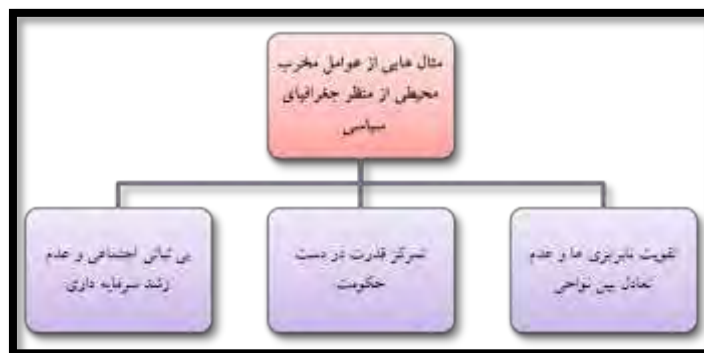 مثال هایی از عوامل مخرب
محیطی از منظر جغرافیای
سیاسی
تقویت نابربری ها و عدم
تعادل بین نواحی
تمرکز قدرت در دست
حکومت
بی ثباتی اجتماعی و عدم
رشد سرمایه داری